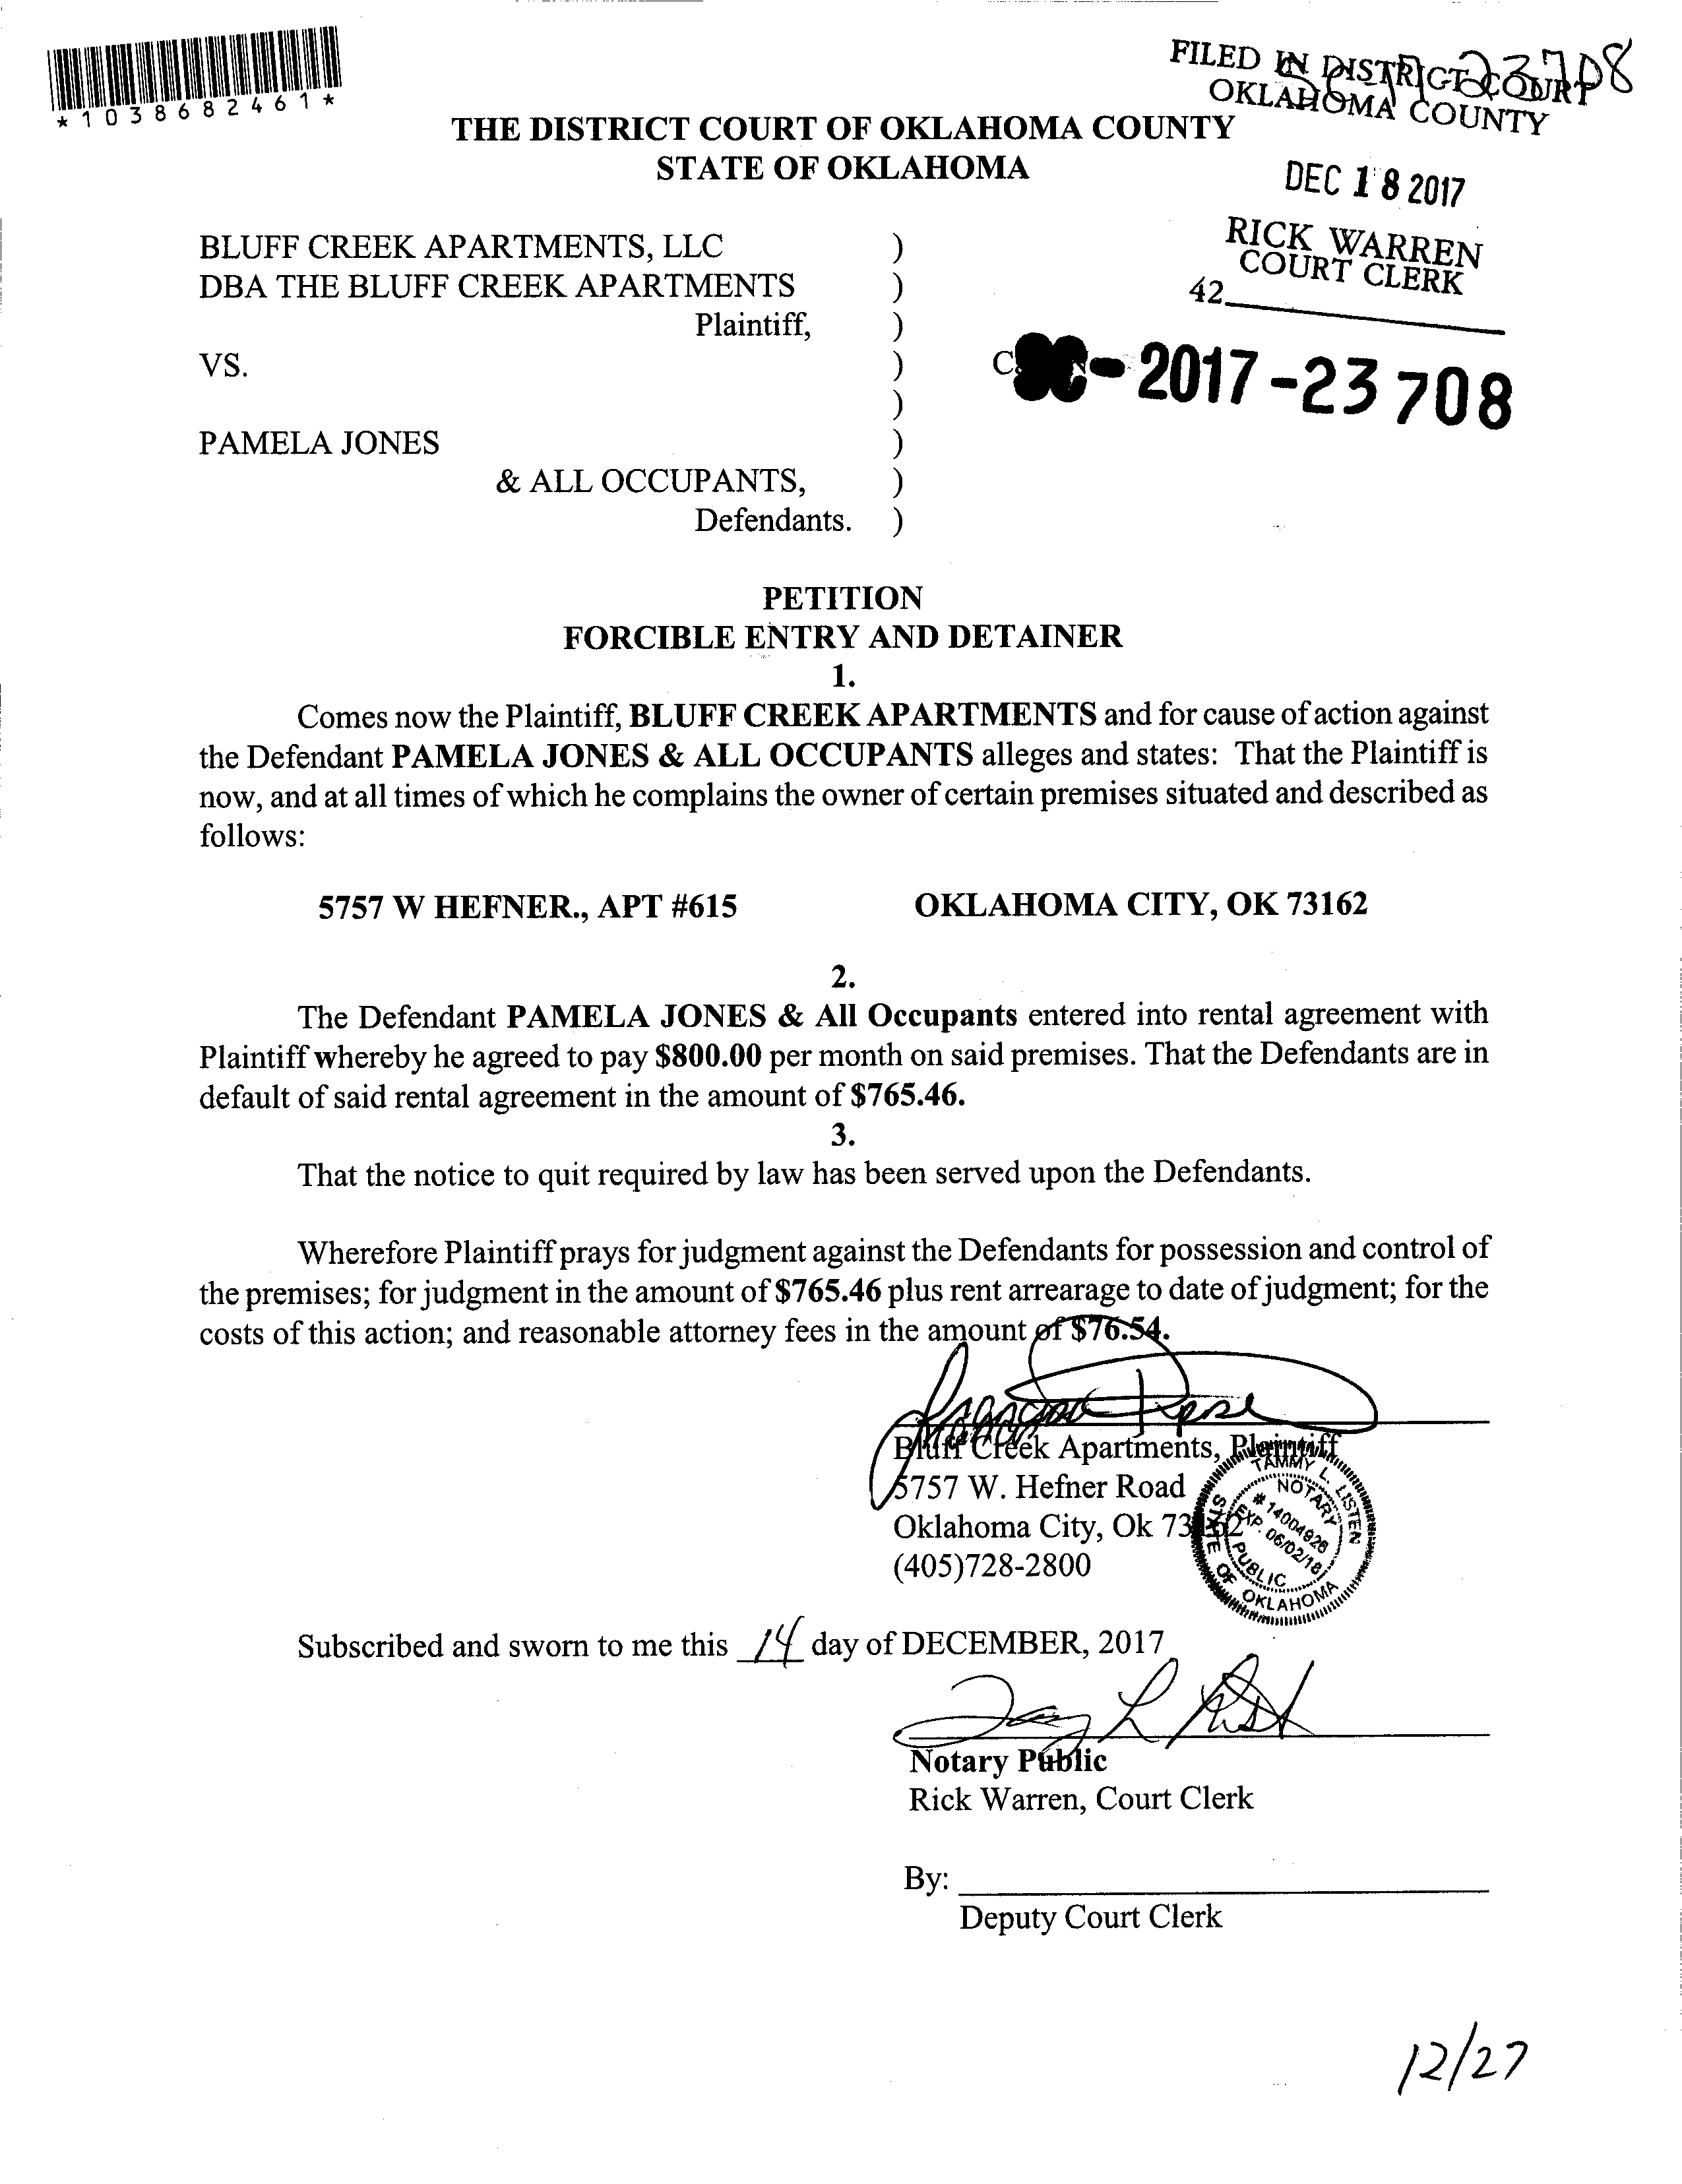 *1038682461*
FILED IN DISTRICT COURT
OKLAHOMA COUNTY
THE DISTRICT COURT OF OKLAHOMA COUNTY
STATE OF OKLAHOMA
DEC 18 2017
RICK WARREN
COURT CLERK
42
BLUFF CREEK APARTMENTS, LLC )
DBA THE BLUFF CREEK APARTMENTS )
Plaintiff, )
VS. )
)
-2017-23708
PAMELA JONES )
& ALL OCCUPANTS, )
Defendants. )
PETITION
FORCIBLE ENTRY AND DETAINER
1.
Comes now the Plaintiff, BLUFF CREEK APARTMENTS and for cause of action against
the Defendant PAMELA JONES & ALL OCCUPANTS alleges and states: That the Plaintiff is
now, and at all times of which he complains the owner of certain premises situated and described as
follows:
5757 W HEFNER., APT #615 OKLAHOMA CITY, OK 73162
2.
The Defendant PAMELA JONES & All Occupants entered into rental agreement with
Plaintiff whereby he agreed to pay $800.00 per month on said premises. That the Defendants are in
default of said rental agreement in the amount of $765.46.
3.
That the notice to quit required by law has been served upon the Defendants.
Wherefore Plaintiff prays for judgment against the Defendants for possession and control of
the premises; for judgment in the amount of $765.46 plus rent arrearage to date of judgment; for the
costs of this action; and reasonable attorney fees in the amount of $76.54.
Bluff Creek Apartments, Plaintiff
5757 W. Hefner Road
Oklahoma City, Ok 73162
(405)728-2800
TAMMY L. LISTEN
NOTARY
# 14004926
EXP. 06/02/18
PUBLIC
STATE OF OKLAHOMA
Subscribed and sworn to me this 14 day of DECEMBER, 2017
Notary Public
Rick Warren, Court Clerk
By:
Deputy Court Clerk
12/27